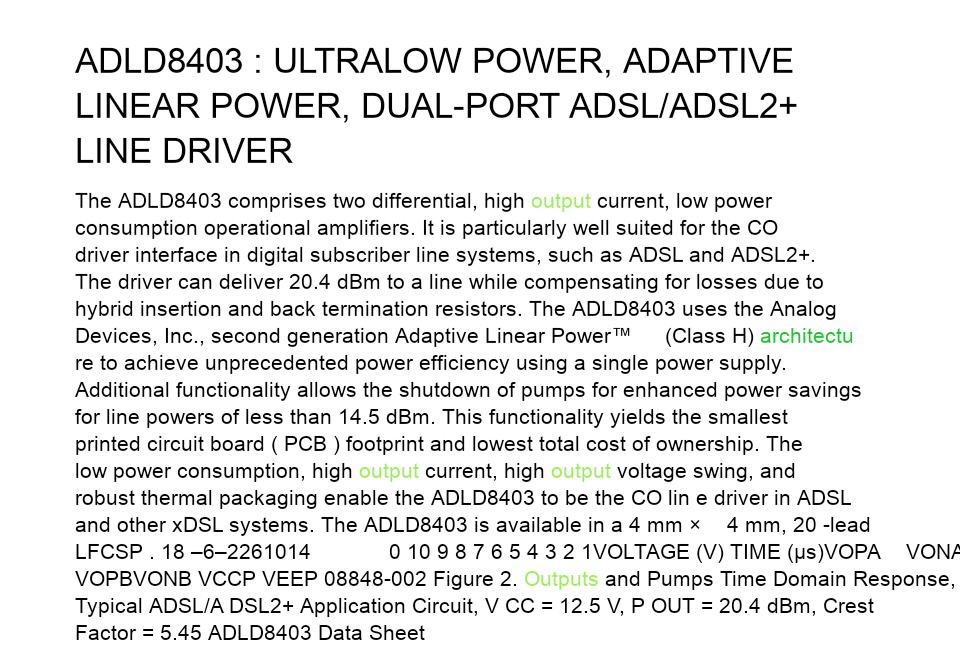 ADLD8403 : ULTRALOW POWER, ADAPTIVE
LINEAR POWER, DUAL-PORT ADSL/ADSL2+
LINE DRIVER
The ADLD8403 comprises two differential, high output current, low power
consumption operational amplifiers. It is particularly well suited for the CO
driver interface in digital subscriber line systems, such as ADSL and ADSL2+.
The driver can deliver 20.4 dBm to a line while compensating for losses due to
hybrid insertion and back termination resistors. The ADLD8403 uses the Analog
Devices, Inc., second generation Adaptive Linear Power™ (Class H) architectu
re to achieve unprecedented power efficiency using a single power supply.
Additional functionality allows the shutdown of pumps for enhanced power savings
for line powers of less than 14.5 dBm. This functionality yields the smallest
printed circuit board ( PCB ) footprint and lowest total cost of ownership. The
low power consumption, high output current, high output voltage swing, and
robust thermal packaging enable the ADLD8403 to be the CO lin e driver in ADSL
and other xDSL systems. The ADLD8403 is available in a 4 mm × 4 mm, 20 -lead
LFCSP . 18 –6–2261014 0 10 9 8 7 6 5 4 3 2 1VOLTAGE (V) TIME (µs)VOPA VONA
VOPBVONB VCCP VEEP 08848-002 Figure 2. Outputs and Pumps Time Domain Response,
Typical ADSL/A DSL2+ Application Circuit, V CC = 12.5 V, P OUT = 20.4 dBm, Crest
Factor = 5.45 ADLD8403 Data Sheet